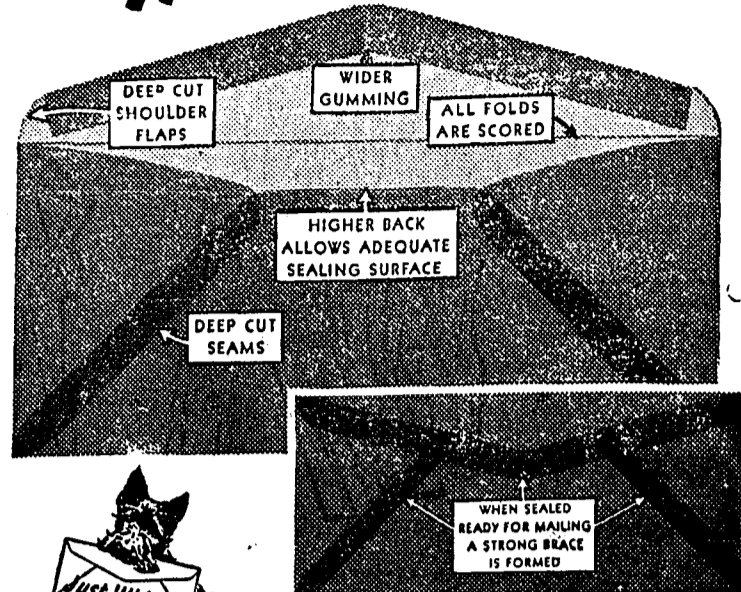 DEEP CUT
SHOULDER
FLAPS
WIDER
GUMMING
ALL FOLDS
ARE SCORED
HIGHER BACK
ALLOWS ADEQUATE
SEALING SURFACE
DEEP CUT
SEAMS
WHEN SEALED
READY FOR MAILING
A STRONG BRACE
IS FORMED